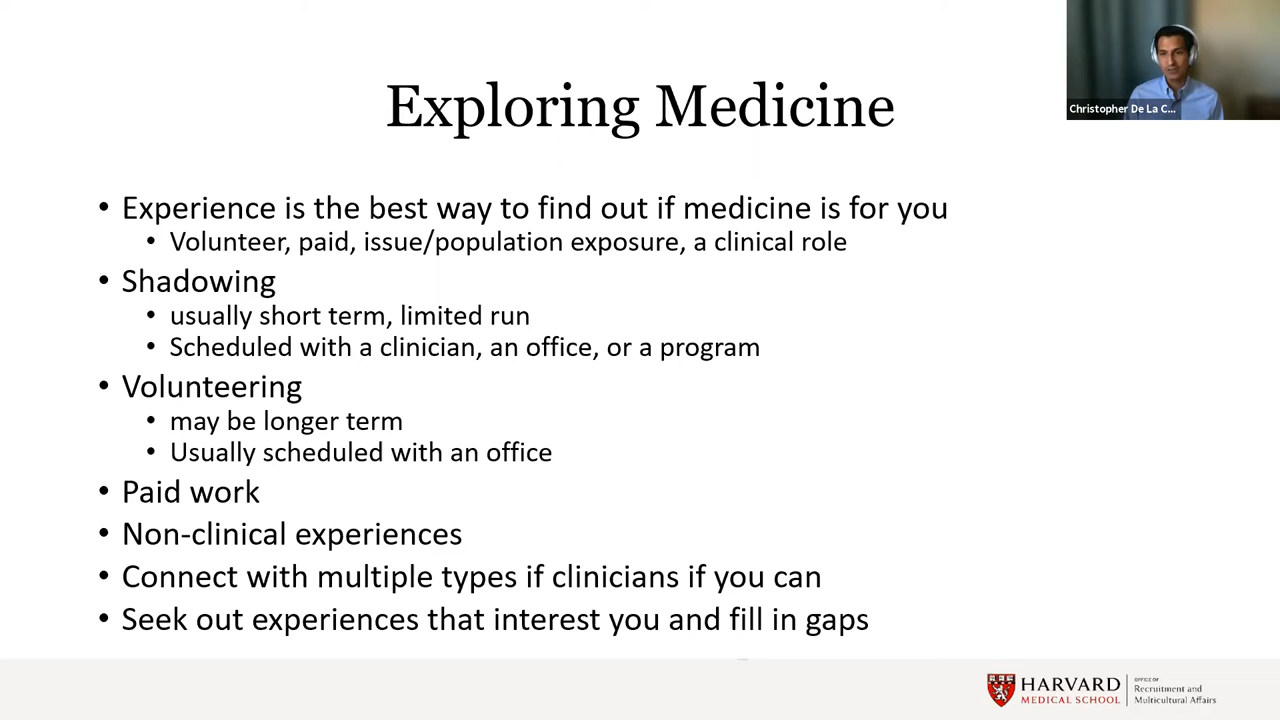 Christopher De La C...
Exploring Medicine
• Experience is the best way to find out if medicine is for you
• Volunteer, paid, issue/population exposure, a clinical role
• Shadowing
• usually short term, limited run
• Scheduled with a clinician, an office, or a program
• Volunteering
• may be longer term
• Usually scheduled with an office
• Paid work
• Non-clinical experiences
• Connect with multiple types if clinicians if you can
• Seek out experiences that interest you and fill in gaps
HARVARD
MEDICAL SCHOOL
OFFICE OF
Recruitment and
Multicultural Affairs